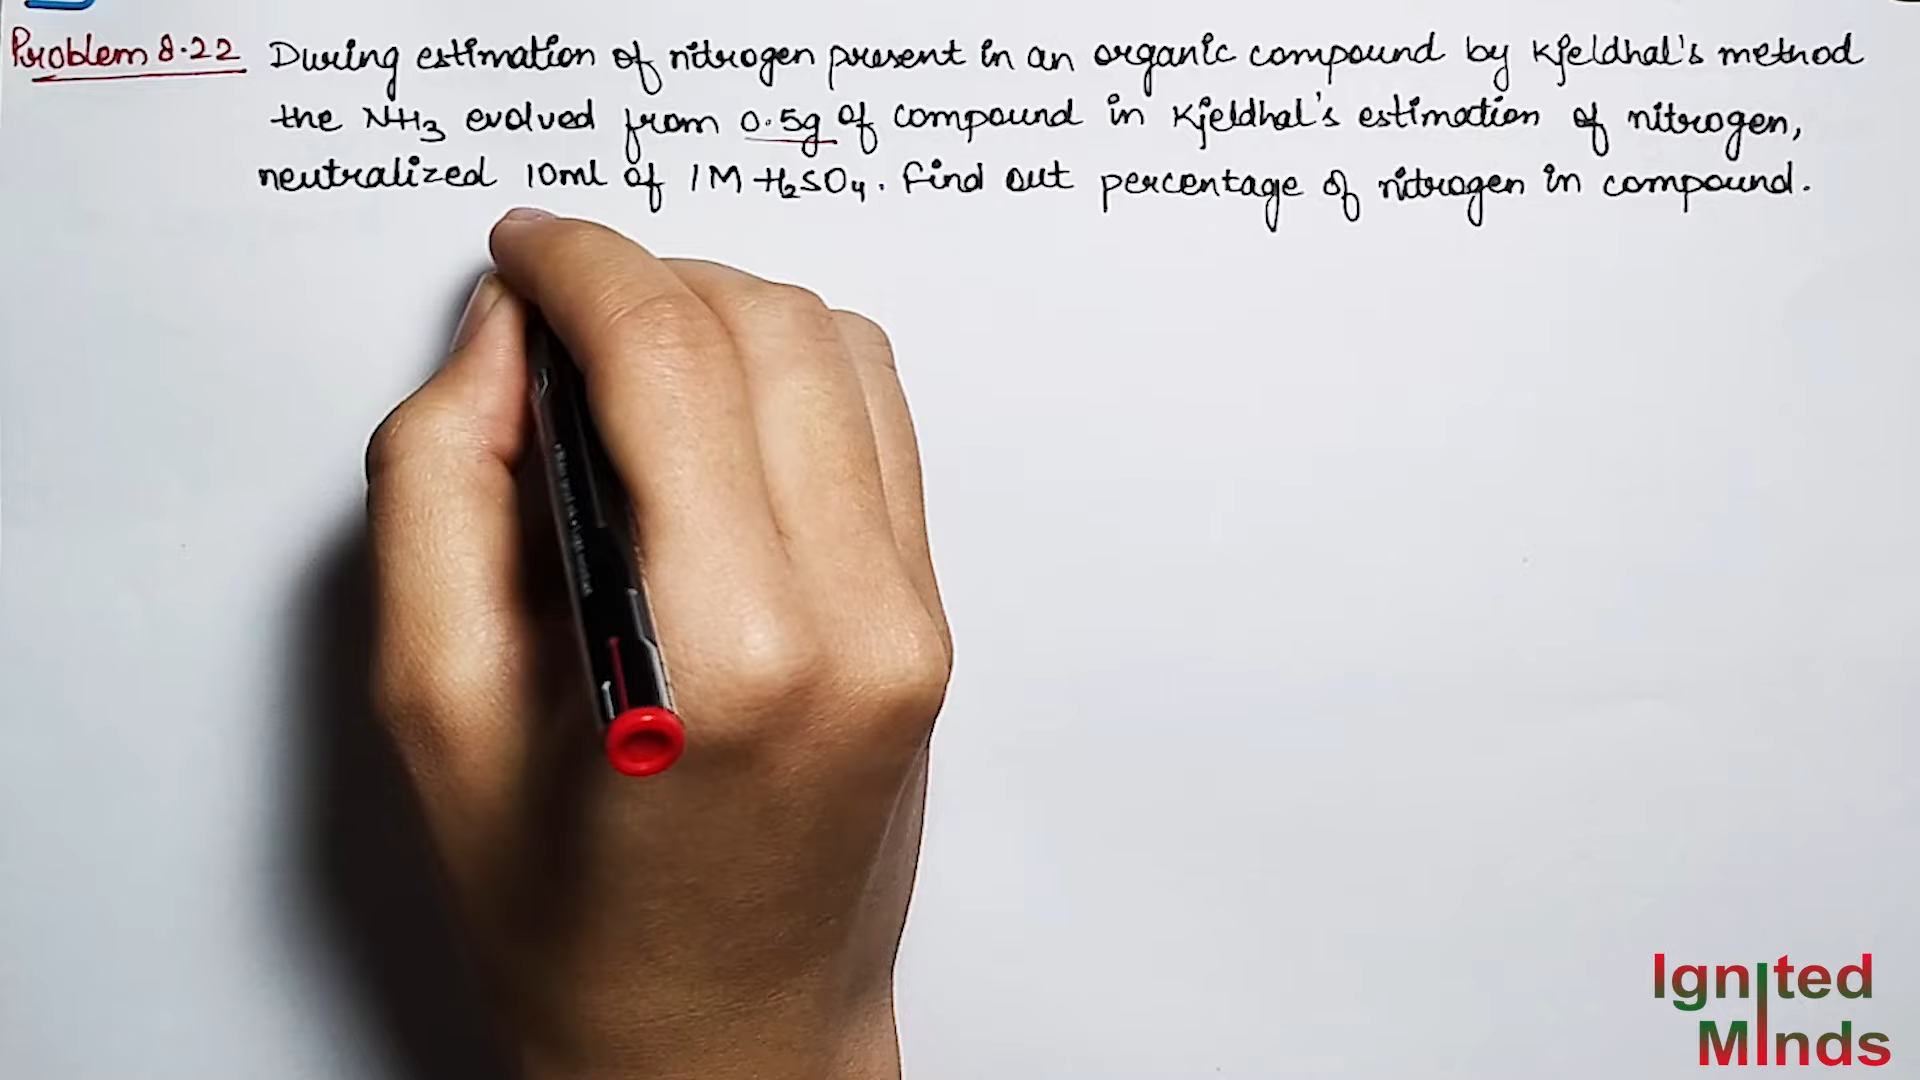 Problem 8.22 During estimation of nitrogen present in an organic compound by Kjeldhal's method
the NH3 evolved from 0.5g of compound in Kjeldhal's estimation of nitrogen,
neutralized 10ml of 1M H2SO4. Find out percentage of nitrogen in compound.
Ignited
Minds